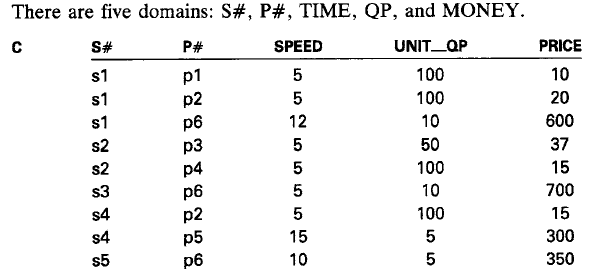 There are five domains: S#, P#, TIME, QP, and MONEY.
C S# P# SPEED UNIT_QP PRICE
s1 p1 5 100 10
s1 p2 5 100 20
s1 p6 12 10 600
s2 p3 5 50 37
s2 p4 5 100 15
s3 p6 5 10 700
s4 p2 5 100 15
s4 p5 15 5 300
s5 p6 10 5 350